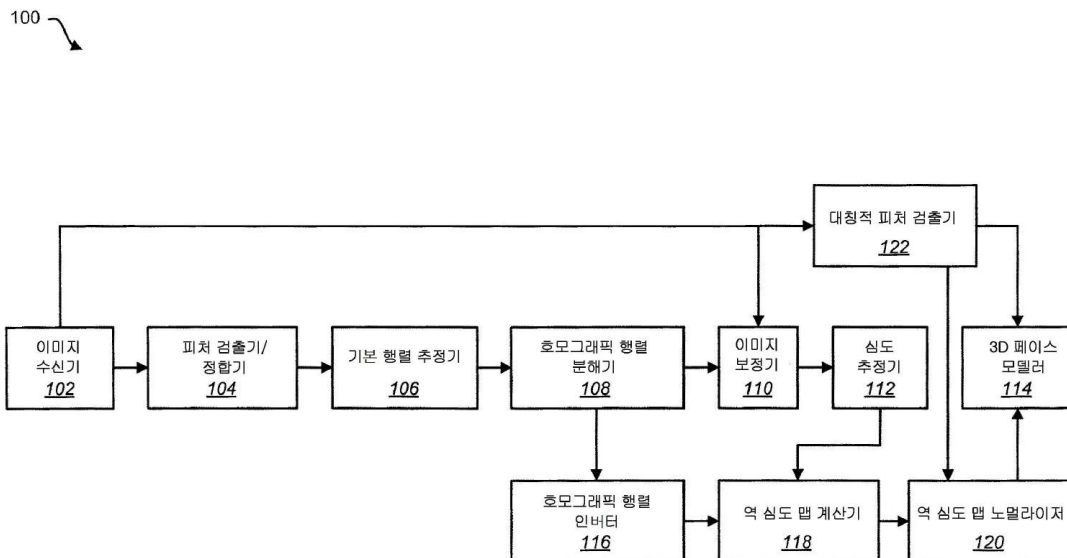 100
대칭적 피처 검출기
122
이미지
수신기
102
피처 검출기/
정합기
104
기본 행렬 추정기
106
호모그래픽 행렬
분해기
108
이미지
보정기
110
심도
추정기
112
3D 페이스
모델러
114
호모그래픽 행렬
인버터
116
역 심도 맵 계산기
118
역 심도 맵 노멀라이저
120